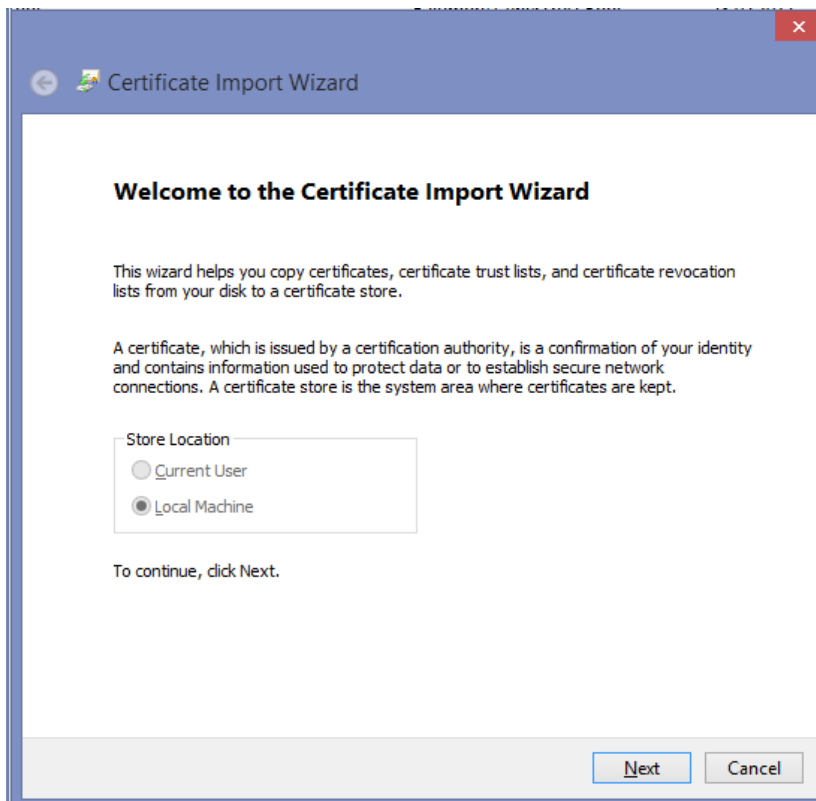 Certificate Import Wizard
Welcome to the Certificate Import Wizard
This wizard helps you copy certificates, certificate trust lists, and certificate revocation
lists from your disk to a certificate store.
A certificate, which is issued by a certification authority, is a confirmation of your identity
and contains information used to protect data or to establish secure network
connections. A certificate store is the system area where certificates are kept.
Store Location
Current User
Local Machine
To continue, click Next.
Next Cancel